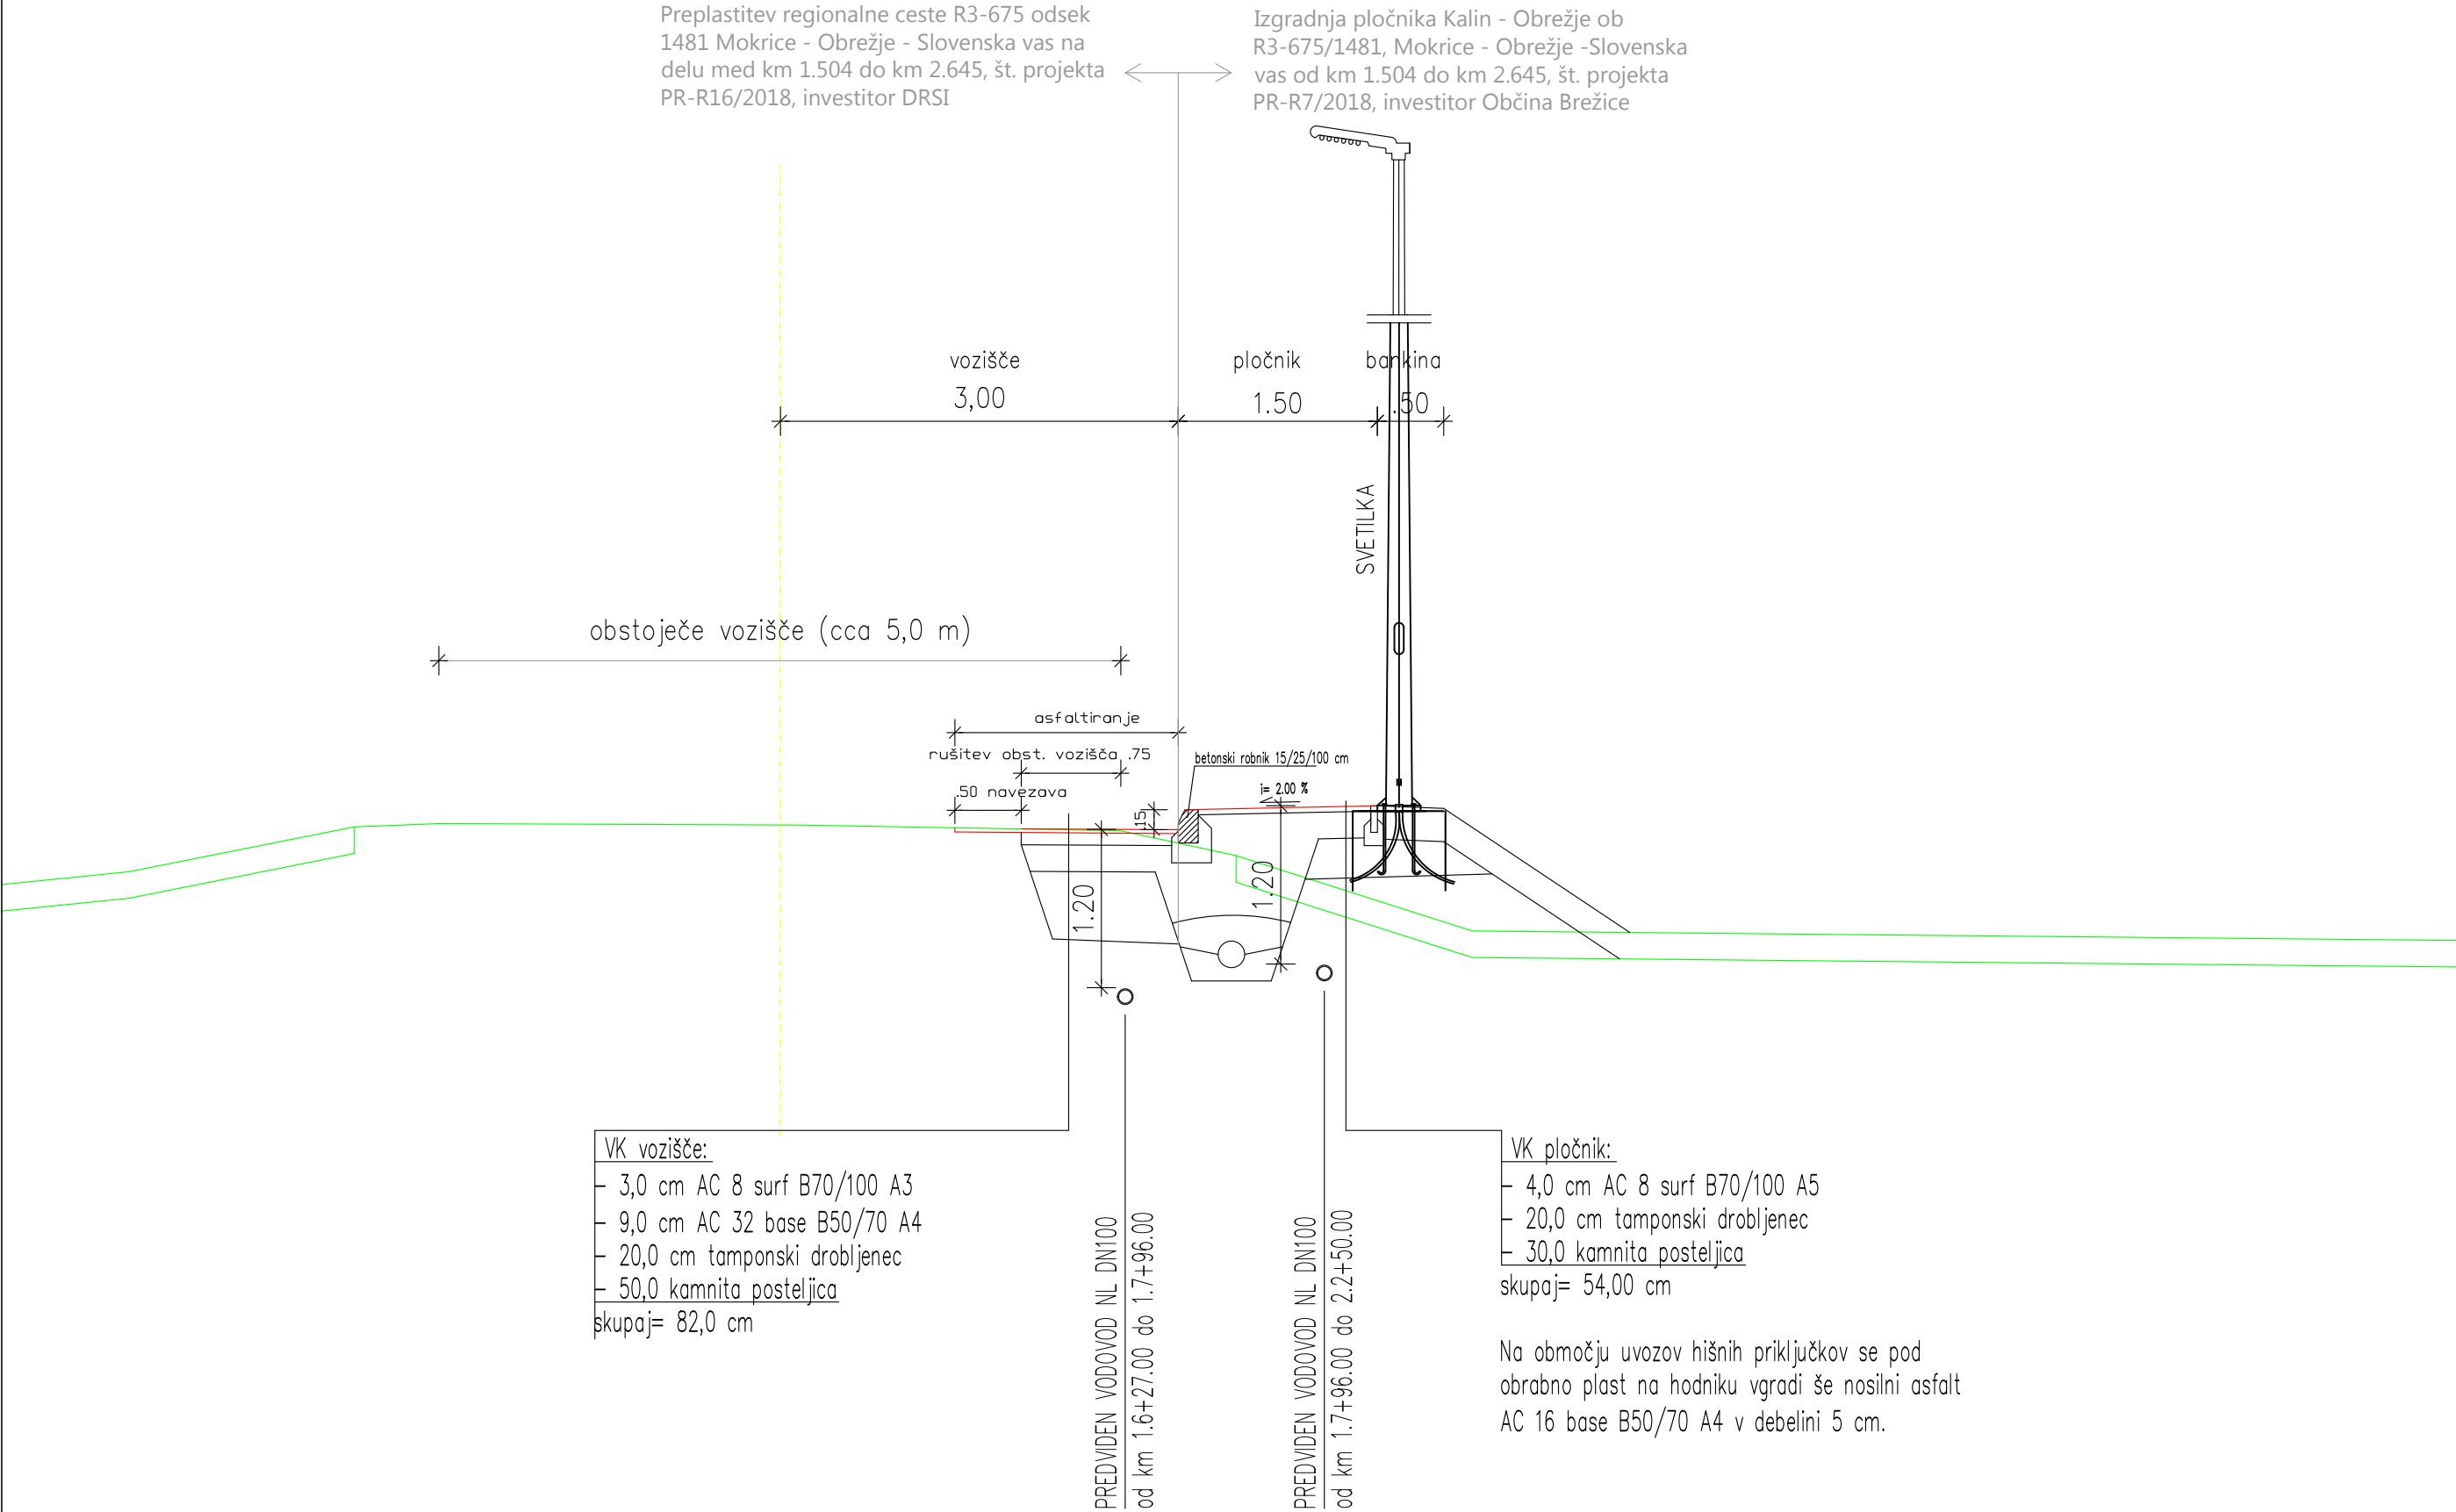 Preplastitev regionalne ceste R3-675 odsek
1481 Mokrice - Obrežje - Slovenska vas na
delu med km 1.504 do km 2.645, št. projekta
PR-R16/2018, investitor DRSI
Izgradnja pločnika Kalin - Obrežje ob
R3-675/1481, Mokrice - Obrežje -Slovenska
vas od km 1.504 do km 2.645, št. projekta
PR-R7/2018, investitor Občina Brežice
vozišče
pločnik
bankina
3,00
1.50
.50
SVETILKA
obstoječe vozišče (cca 5,0 m)
asfaltiranje
rušitev obst. vozišča .75
betonski robnik 15/25/100 cm
.50 navezava
i= 2.00 %
.15
1.20
1.20
VK vozišče:
- 3,0 cm AC 8 surf B70/100 A3
- 9,0 cm AC 32 base B50/70 A4
- 20,0 cm tamponski drobljenec
- 50,0 kamnita posteljica
skupaj= 82,0 cm
PREDVIDEN VODOVOD NL DN100
od km 1.6+27.00 do 1.7+96.00
PREDVIDEN VODOVOD NL DN100
od km 1.7+96.00 do 2.2+50.00
VK pločnik:
- 4,0 cm AC 8 surf B70/100 A5
- 20,0 cm tamponski drobljenec
- 30,0 kamnita posteljica
skupaj= 54,00 cm
Na območju uvozov hišnih priključkov se pod
obrabno plast na hodniku vgradi še nosilni asfalt
AC 16 base B50/70 A4 v debelini 5 cm.